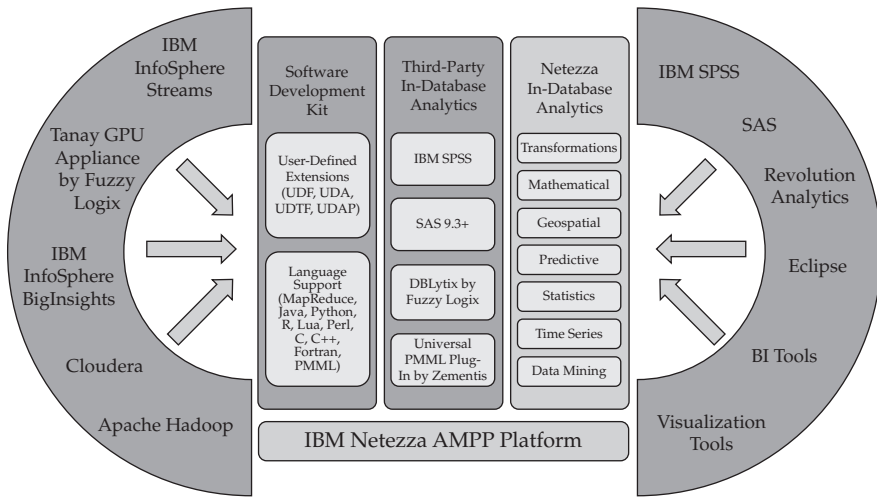 IBM
InfoSphere
Streams
Tanay GPU
Appliance
by Fuzzy
Logix
IBM
InfoSphere
BigInsights
Cloudera
Apache Hadoop
Software
Development
Kit
User-Defined
Extensions
(UDF, UDA,
UDTF, UDAP)
Language
Support
(MapReduce,
Java, Python,
R, Lua, Perl,
C, C++,
Fortran,
PMML)
Third-Party
In-Database
Analytics
IBM SPSS
SAS 9.3+
DBLytix by
Fuzzy Logix
Universal
PMML Plug-
In by Zementis
Netezza
In-Database
Analytics
Transformations
Mathematical
Geospatial
Predictive
Statistics
Time Series
Data Mining
IBM Netezza AMPP Platform
IBM SPSS
SAS
Revolution
Analytics
Eclipse
BI Tools
Visualization
Tools